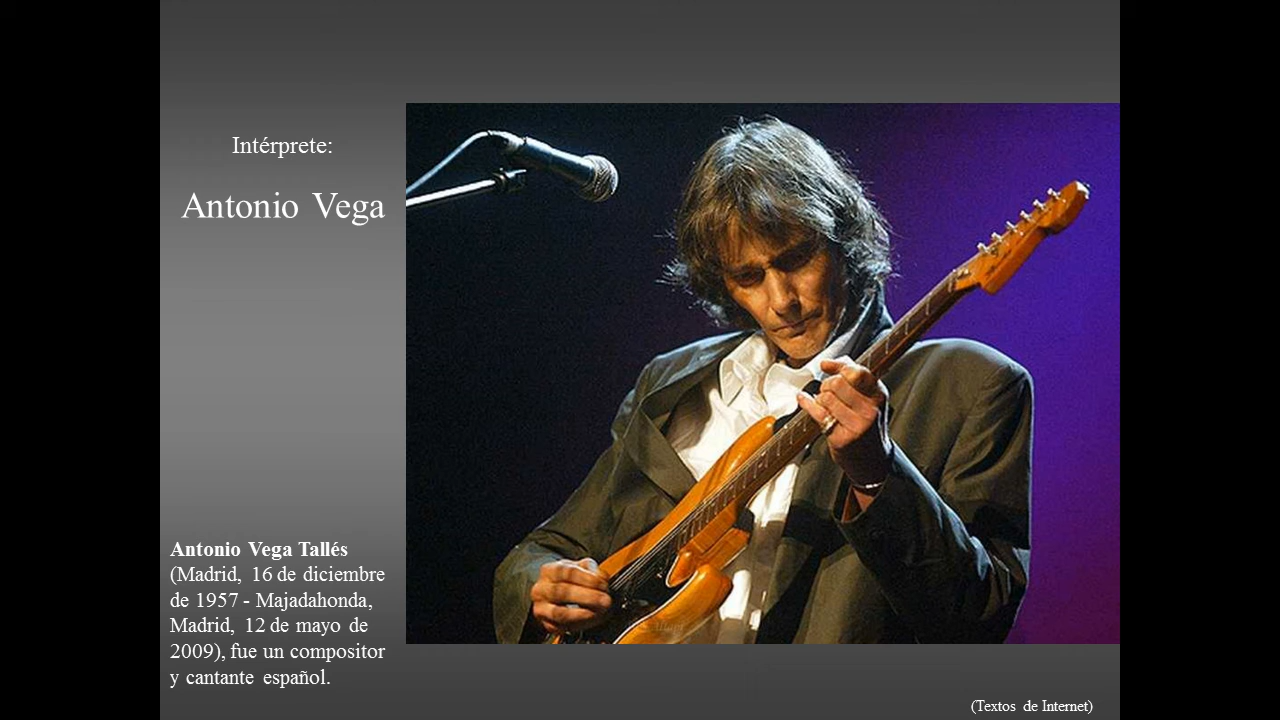 Intérprete:
Antonio Vega
Antonio Vega Tallés
(Madrid, 16 de diciembre
de 1957 - Majadahonda,
Madrid, 12 de mayo de
2009), fue un compositor
y cantante español.
(Textos de Internet)